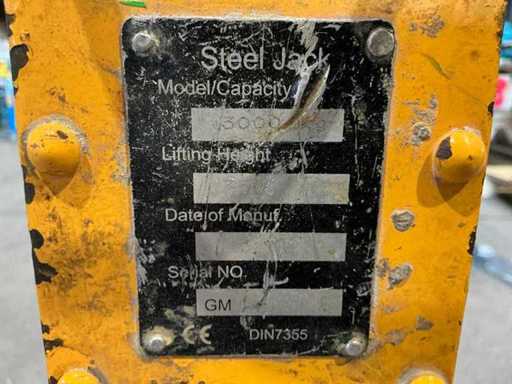 Steel Jack
Model/Capacity
Lifting Height
Date of Manuf.
Serial NO.
GM
CE DIN7355